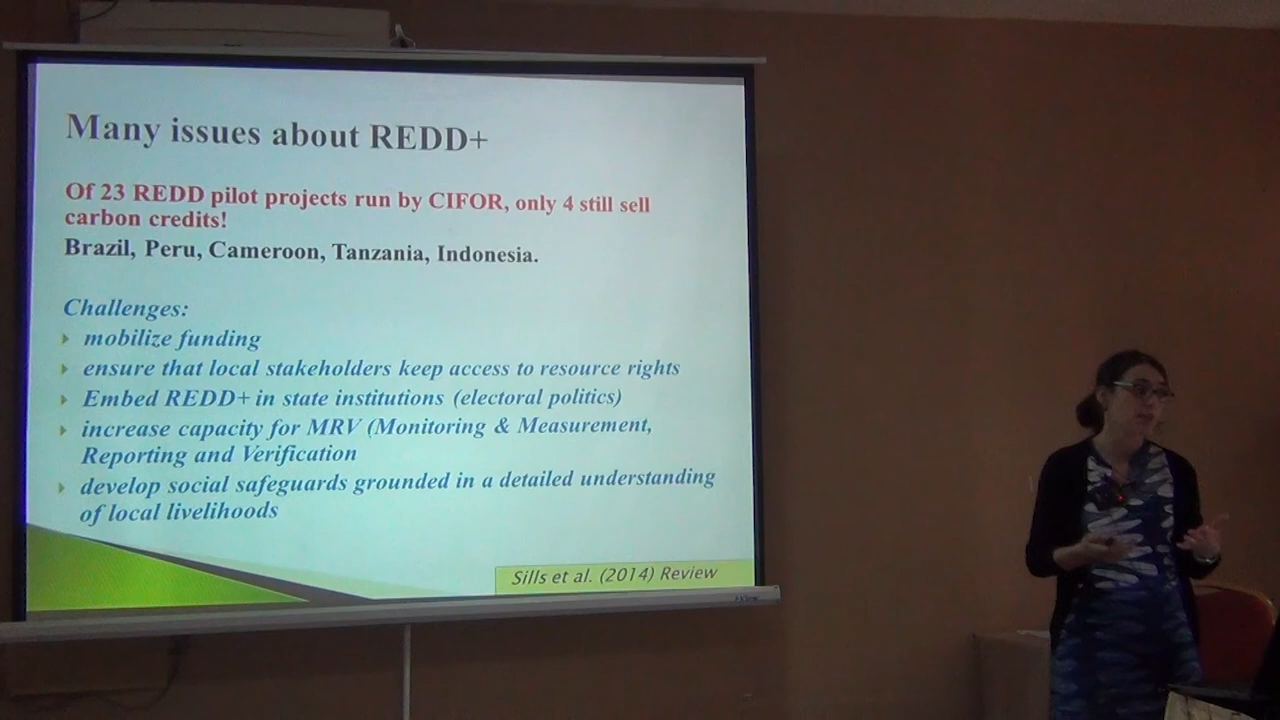 Many issues about REDD+
Of 23 REDD pilot projects run by CIFOR, only 4 still sell
carbon credits!
Brazil, Peru, Cameroon, Tanzania, Indonesia.
Challenges:
mobilize funding
ensure that local stakeholders keep access to resource rights
Embed REDD+ in state institutions (electoral politics)
increase capacity for MRV (Monitoring & Measurement,
Reporting and Verification
develop social safeguards grounded in a detailed understanding
of local livelihoods
Sills et al. (2014) Review